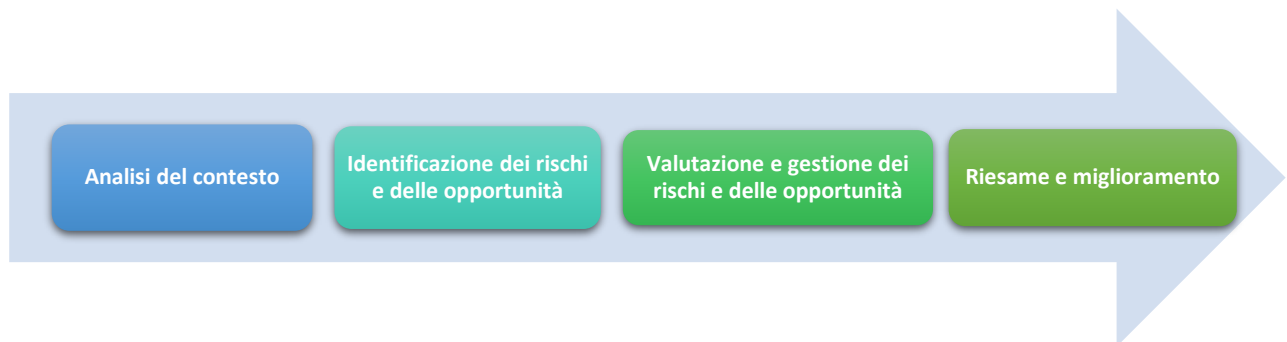 Analisi del contesto
Identificazione dei rischi
e delle opportunità
Valutazione e gestione dei
rischi e delle opportunità
Riesame e miglioramento